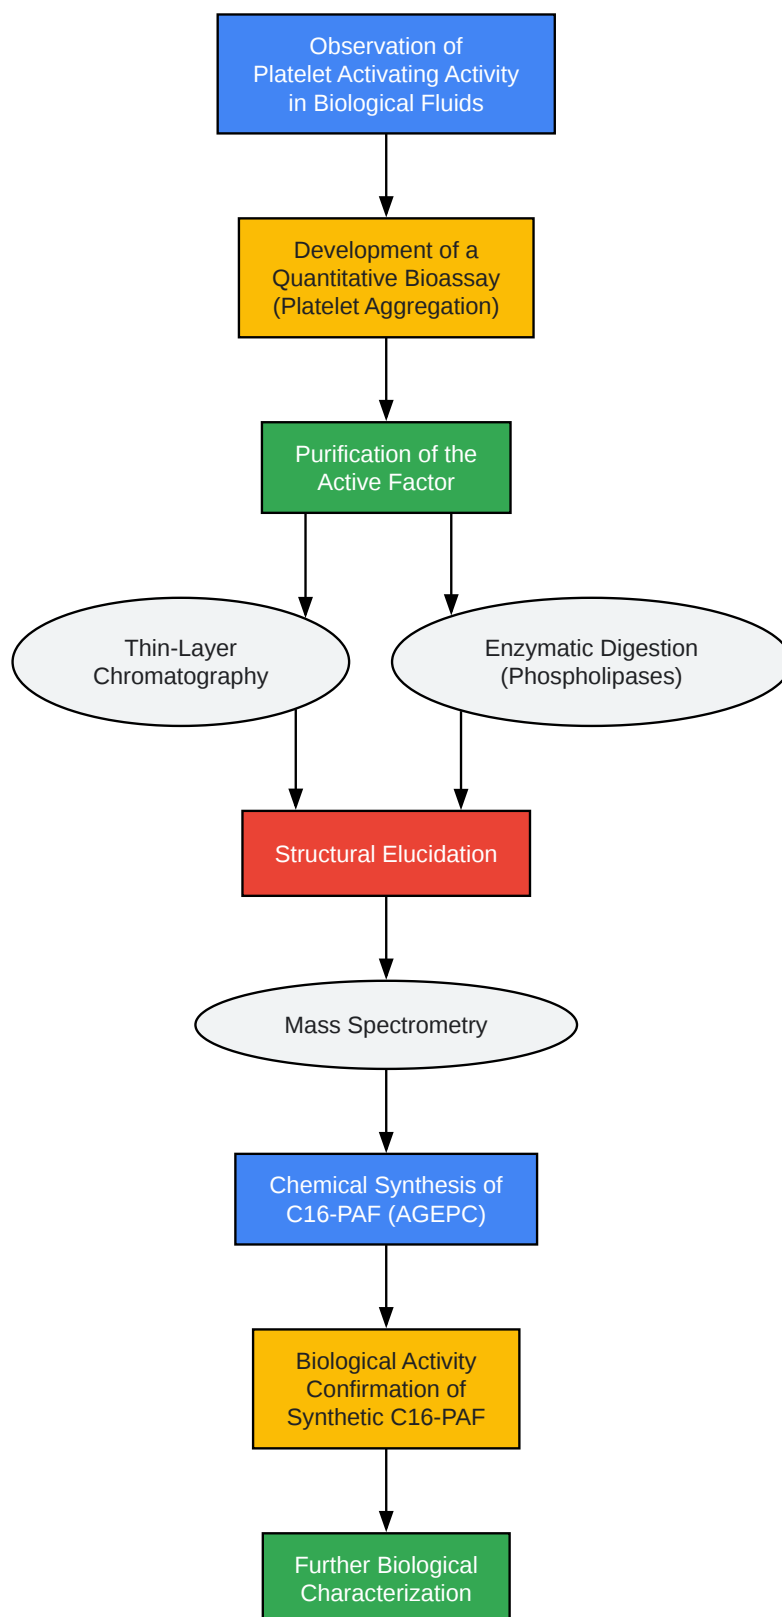 Observation of
Platelet Activating Activity
in Biological Fluids
Development of a
Quantitative Bioassay
(Platelet Aggregation)
Purification of the
Active Factor
Thin-Layer
Chromatography
Enzymatic Digestion
(Phospholipases)
Structural Elucidation
Mass Spectrometry
Chemical Synthesis of
C16-PAF (AGEPC)
Biological Activity
Confirmation of
Synthetic C16-PAF
Further Biological
Characterization